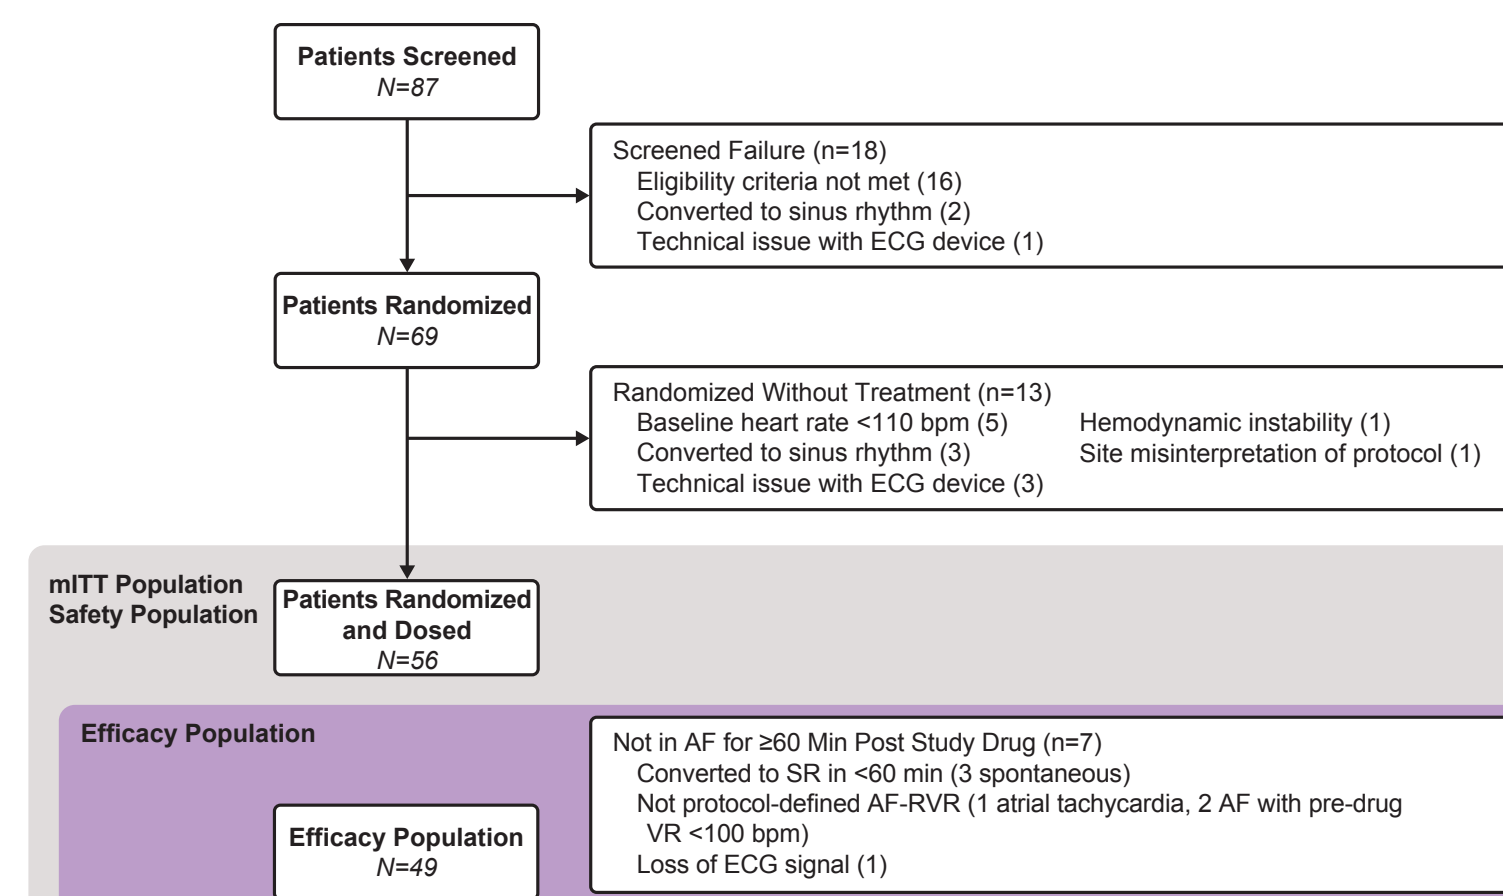 Patients Screened
N=87
Screened Failure (n=18)
Eligibility criteria not met (16)
Converted to sinus rhythm (2)
Technical issue with ECG device (1)
Patients Randomized
N=69
Randomized Without Treatment (n=13)
Baseline heart rate <110 bpm (5)
Converted to sinus rhythm (3)
Technical issue with ECG device (3)
Hemodynamic instability (1)
Site misinterpretation of protocol (1)
mITT Population
Safety Population
Patients Randomized
and Dosed
N=56
Efficacy Population
Not in AF for ≥60 Min Post Study Drug (n=7)
Converted to SR in <60 min (3 spontaneous)
Not protocol-defined AF-RVR (1 atrial tachycardia, 2 AF with pre-drug
VR <100 bpm)
Loss of ECG signal (1)
Efficacy Population
N=49